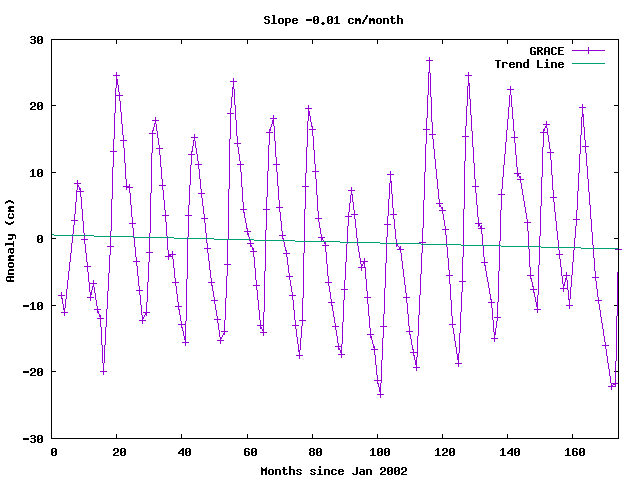 Slope -0.01 cm/month
GRACE
Trend Line
30
20
10
0
-10
-20
-30
Anomaly (cm)
0 20 40 60 80 100 120 140 160
Months since Jan 2002